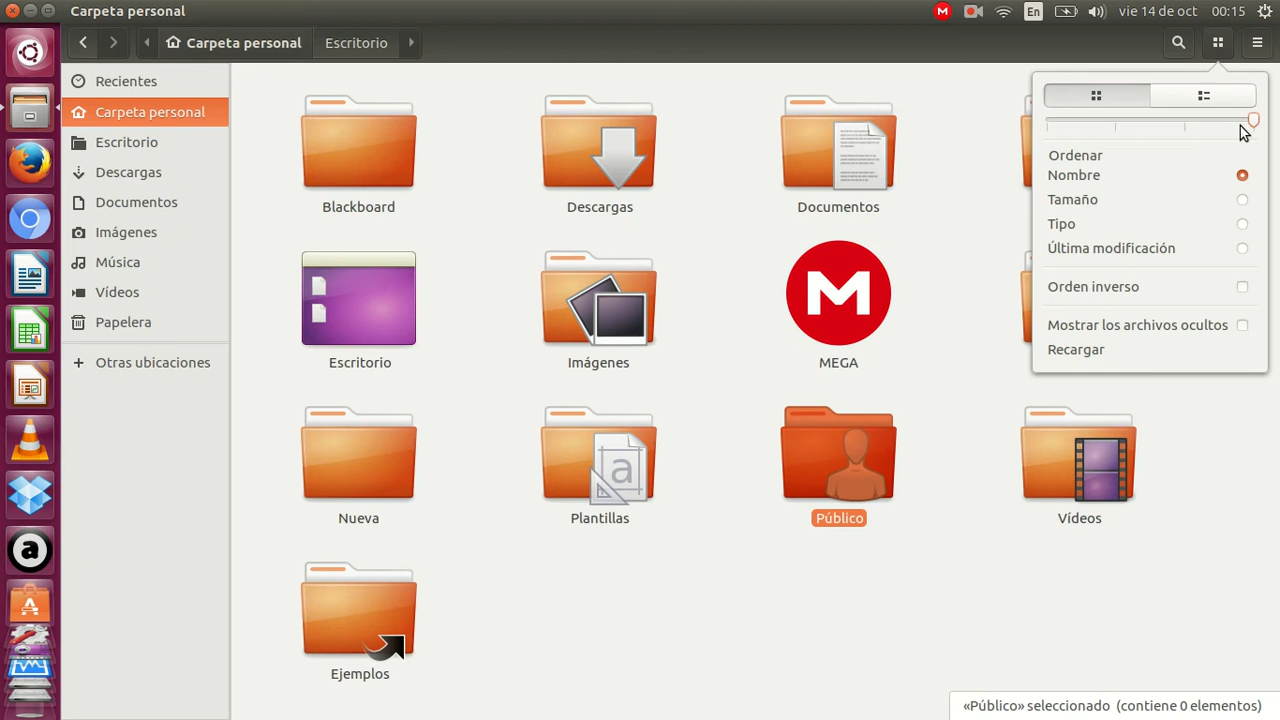 Carpeta personal
En
vie 14 de oct
00:15
Carpeta personal
Escritorio
Recientes
Carpeta personal
Escritorio
Descargas
Documentos
Imágenes
Música
Vídeos
Papelera
Otras ubicaciones
Blackboard
Descargas
Documentos
Escritorio
Imágenes
MEGA
Nueva
Plantillas
Público
Vídeos
Ejemplos
Ordenar
Nombre
Tamaño
Tipo
Última modificación
Orden inverso
Mostrar los archivos ocultos
Recargar
«Público» seleccionado (contiene 0 elementos)